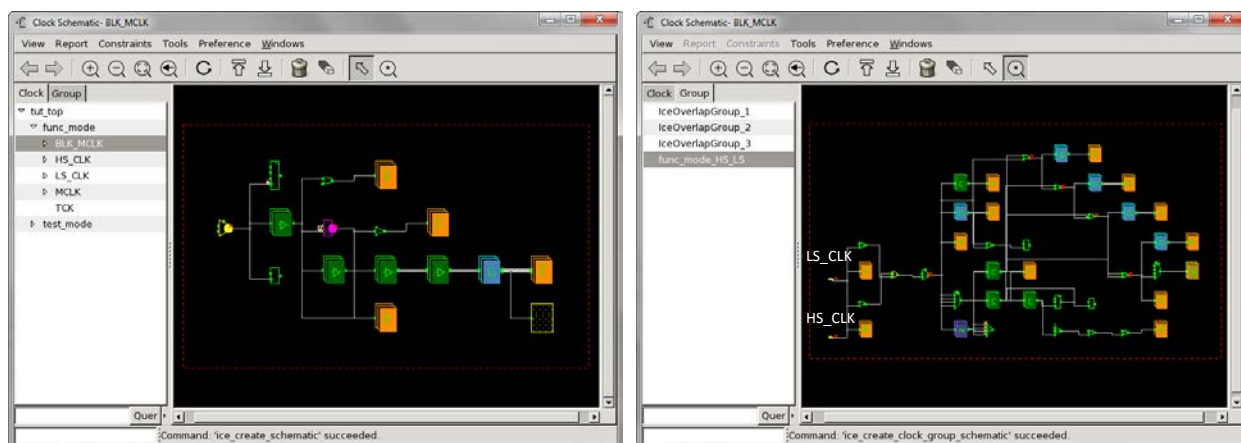 Clock Schematic- BLK_MCLK
View Report Constraints Tools Preference Windows
Clock Group
tut_top
func_mode
BLK_MCLK
HS_CLK
LS_CLK
MCLK
TCK
test_mode
Quer
Command: 'ice_create_schematic' succeeded.
Clock Schematic- BLK_MCLK
View Report Constraints Tools Preference Windows
Clock Group
IceOverlapGroup_1
IceOverlapGroup_2
IceOverlapGroup_3
func_mode_HS_LS
LS_CLK
HS_CLK
Quer
Command: 'ice_create_clock_group_schematic' succeeded.